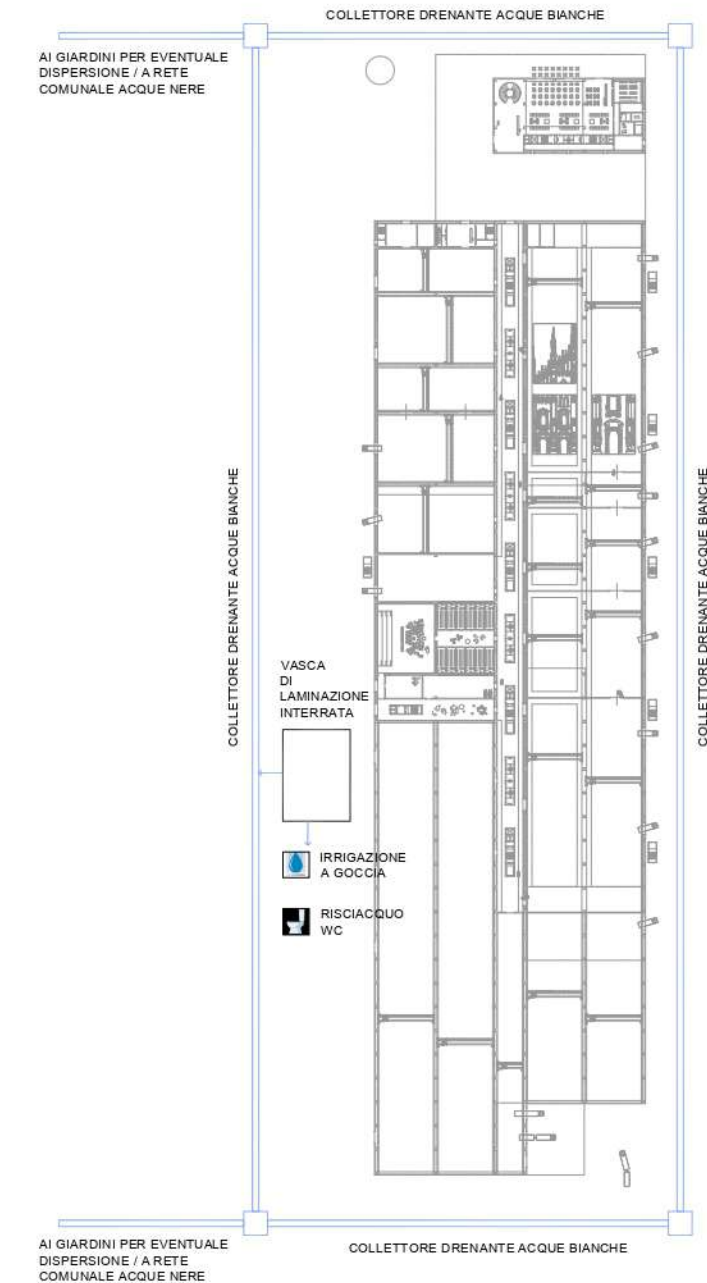 COLLETTORE DRENANTE ACQUE BIANCHE
AI GIARDINI PER EVENTUALE
DISPERSIONE / A RETE
COMUNALE ACQUE NERE
COLLETTORE DRENANTE ACQUE BIANCHE
COLLETTORE DRENANTE ACQUE BIANCHE
VASCA
DI
LAMINAZIONE
INTERRATA
IRRIGAZIONE
A GOCCIA
RISCIACQUO
WC
AI GIARDINI PER EVENTUALE
DISPERSIONE / A RETE
COMUNALE ACQUE NERE
COLLETTORE DRENANTE ACQUE BIANCHE